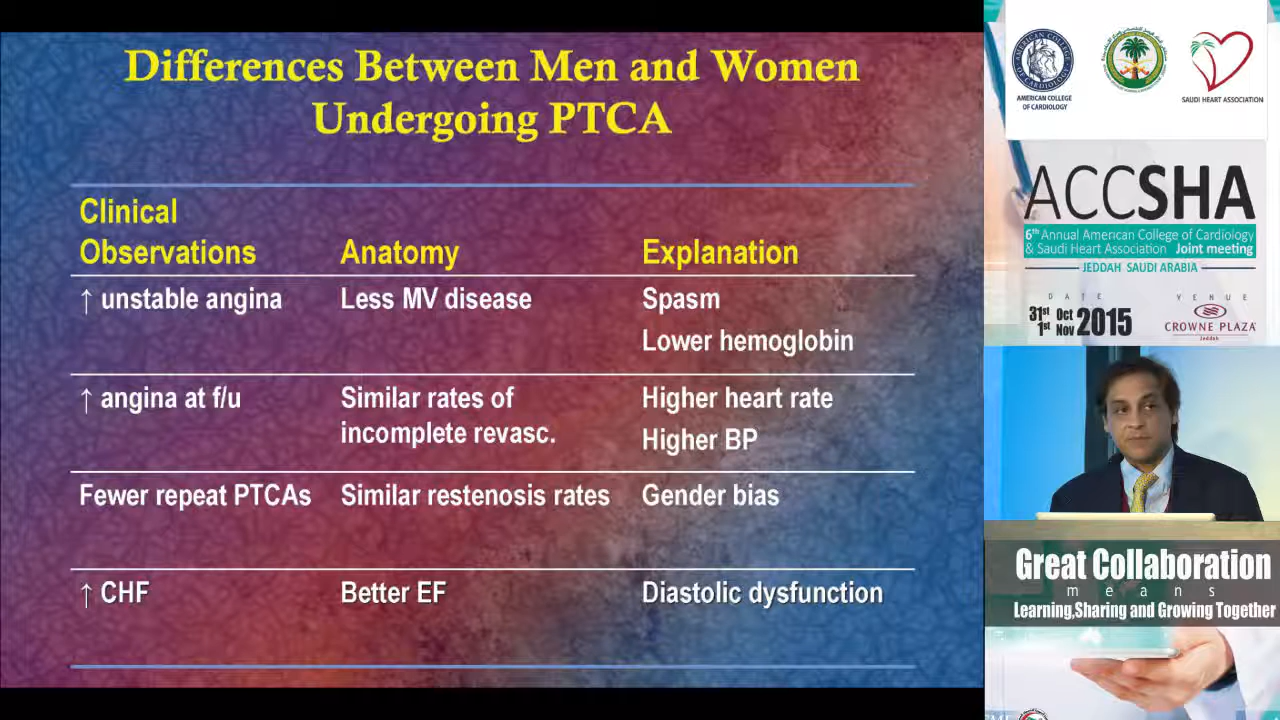 Differences Between Men and Women
Undergoing PTCA
Clinical
Observations
Anatomy
Explanation
↑ unstable angina
Less MV disease
Spasm
Lower hemoglobin
↑ angina at f/u
Similar rates of
incomplete revasc.
Higher heart rate
Higher BP
Fewer repeat PTCAs
Similar restenosis rates
Gender bias
↑ CHF
Better EF
Diastolic dysfunction
AMERICAN COLLEGE
OF CARDIOLOGY
SAUDI HEART ASSOCIATION
ACCSHA
6th Annual American College of Cardiology
& Saudi Heart Association Joint meeting
JEDDAH SAUDI ARABIA
DATE
31st Oct
1st Nov 2015
VENUE
CROWNE PLAZA
Jeddah
Great Collaboration
means
Learning,Sharing and Growing Together